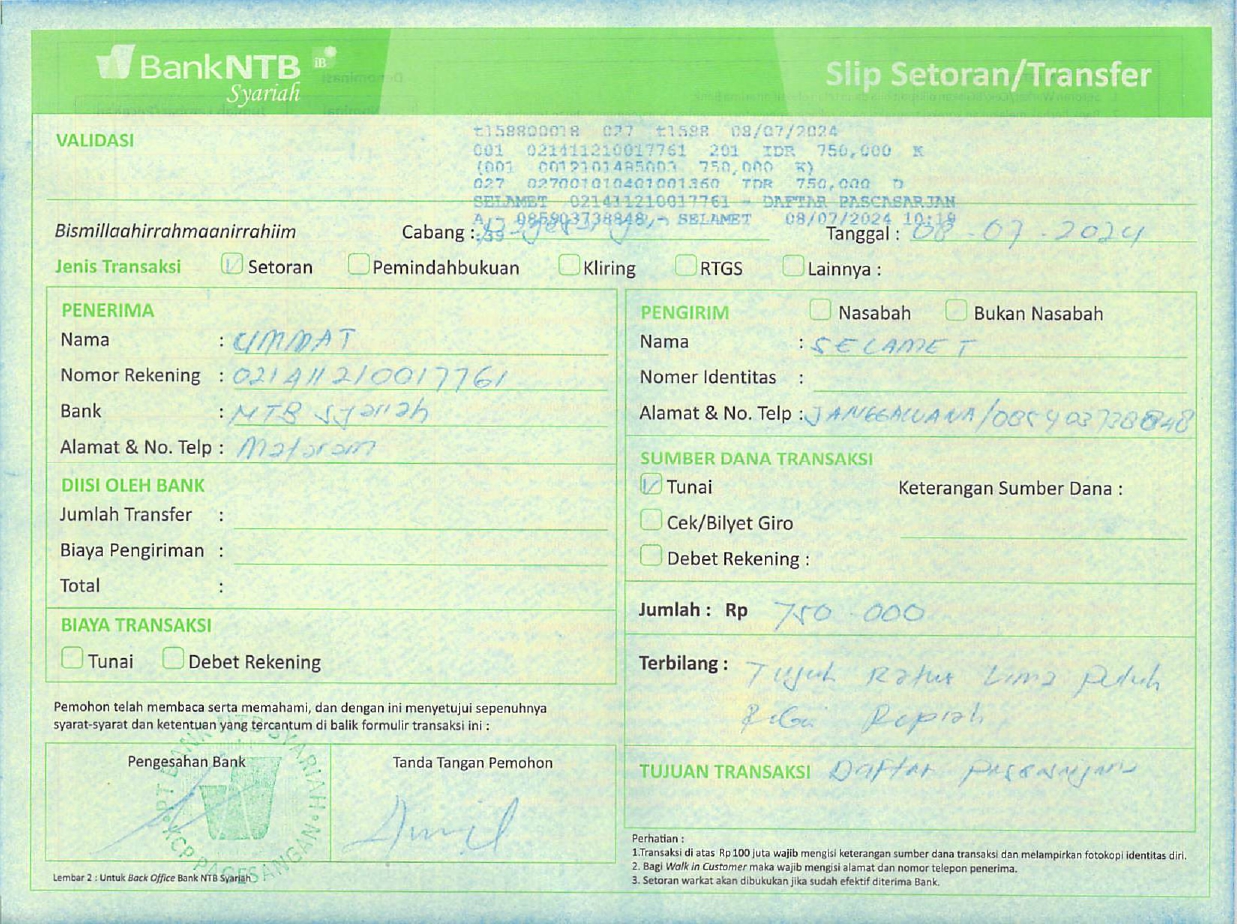 BankNTB iB
Syariah
Slip Setoran/Transfer
VALIDASI
t158800018 027 t1588 08/07/2024
001 021411210017761 201 IDR 750,000 K
(001 0012101485003 750,000 K)
027 027001010401001360 IDR 750,000 D
SELAMET 021411210017761 - DAFTAR PASCASARJAN
A, 085903738848,- SELAMET 08/07/2024 10:19
:39
Bismillaahirrahmaanirrahiim Cabang : Tanggal : 08-07-2024
Jenis Transaksi Setoran Pemindahbukuan Kliring RTGS Lainnya :
PENERIMA
Nama : UMMAT
Nomor Rekening : 021411210017761
Bank : NTB Syariah
Alamat & No. Telp : Mataram
DIISI OLEH BANK
Jumlah Transfer :
Biaya Pengiriman :
Total :
BIAYA TRANSAKSI
Tunai Debet Rekening
PENGIRIM Nasabah Bukan Nasabah
Nama : SELAMET
Nomer Identitas :
Alamat & No. Telp : JANGGALUANA/085903738848
SUMBER DANA TRANSAKSI
Tunai Keterangan Sumber Dana :
Cek/Bilyet Giro
Debet Rekening :
Jumlah : Rp 750.000
Terbilang : Tujuh Ratus Lima Puluh
Ribu Rupiah
TUJUAN TRANSAKSI Daftar
Pemohon telah membaca serta memahami, dan dengan ini menyetujui sepenuhnya
syarat-syarat dan ketentuan yang tercantum di balik formulir transaksi ini :
Pengesahan Bank Tanda Tangan Pemohon
PT BANK NTB SYARIAH
KCP PAGESANGAN
Lembar 2 : Untuk Back Office Bank NTB Syariah
Perhatian :
1.Transaksi di atas Rp100 juta wajib mengisi keterangan sumber dana transaksi dan melampirkan fotokopi identitas diri.
2. Bagi Walk in Customer maka wajib mengisi alamat dan nomor telepon penerima.
3. Setoran warkat akan dibukukan jika sudah efektif diterima Bank.